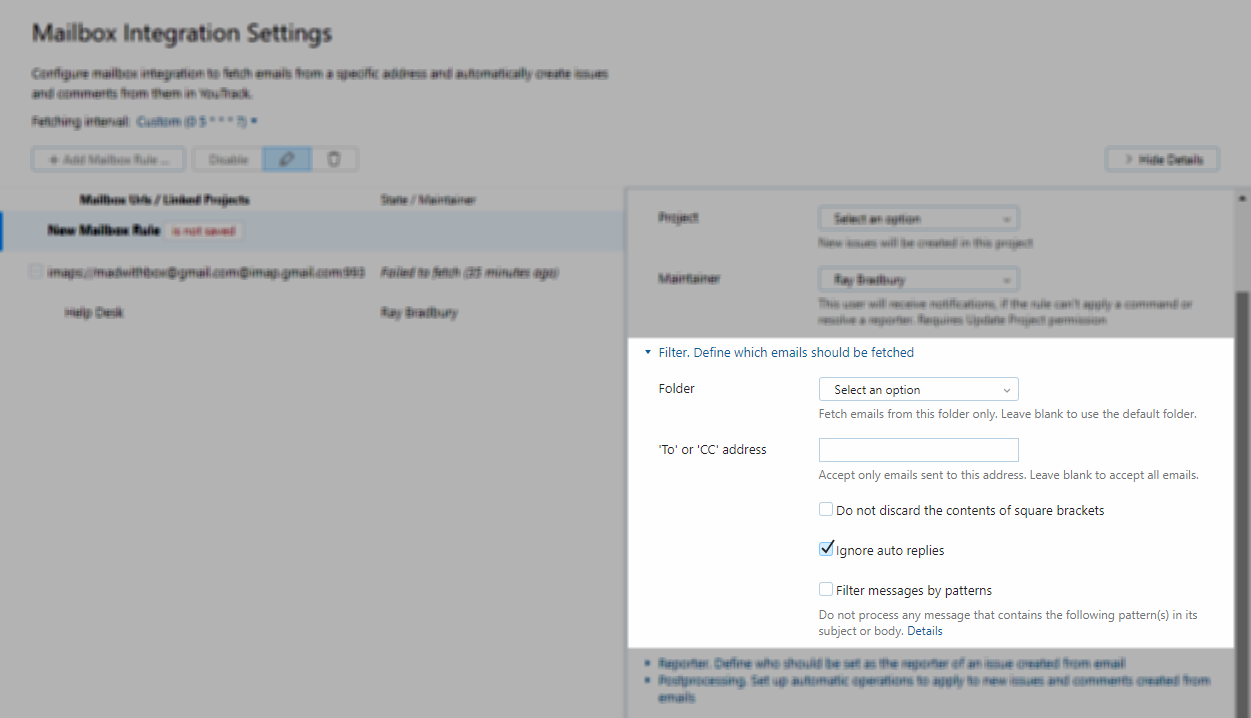 Mailbox Integration Settings
Configure mailbox integration to fetch emails from a specific address and automatically create issues
and comments from them in YouTrack.
Fetching interval: Custom (0 5 * * * ?)
+ Add Mailbox Rule ... Disable
> Hide Details
Mailbox Urls / Linked Projects State / Maintainer
New Mailbox Rule is not saved
imaps://madwithbox@gmail.com@imap.gmail.com:993 Failed to fetch (35 minutes ago)
Help Desk Ray Bradbury
Project Select an option
New issues will be created in this project
Maintainer Ray Bradbury
This user will receive notifications, if the rule can't apply a command or
resolve a reporter. Requires Update Project permission
Filter. Define which emails should be fetched
Folder Select an option
Fetch emails from this folder only. Leave blank to use the default folder.
'To' or 'CC' address
Accept only emails sent to this address. Leave blank to accept all emails.
Do not discard the contents of square brackets
Ignore auto replies
Filter messages by patterns
Do not process any message that contains the following pattern(s) in its
subject or body. Details
Reporter. Define who should be set as the reporter of an issue created from email
Postprocessing. Set up automatic operations to apply to new issues and comments created from
emails